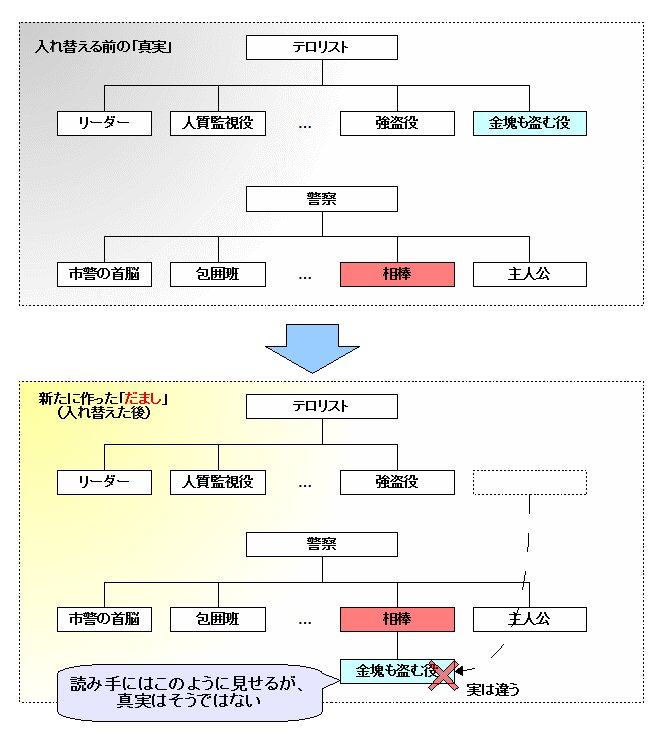 入れ替える前の「真実」
テロリスト
リーダー 人質監視役 … 強盗役 金塊も盗む役
警察
市警の首脳 包囲班 … 相棒 主人公
新たに作った「だまし」
(入れ替えた後)
テロリスト
リーダー 人質監視役 … 強盗役
警察
市警の首脳 包囲班 … 相棒 主人公
金塊も盗む役
実は違う
読み手にはこのように見せるが、
真実はそうではない